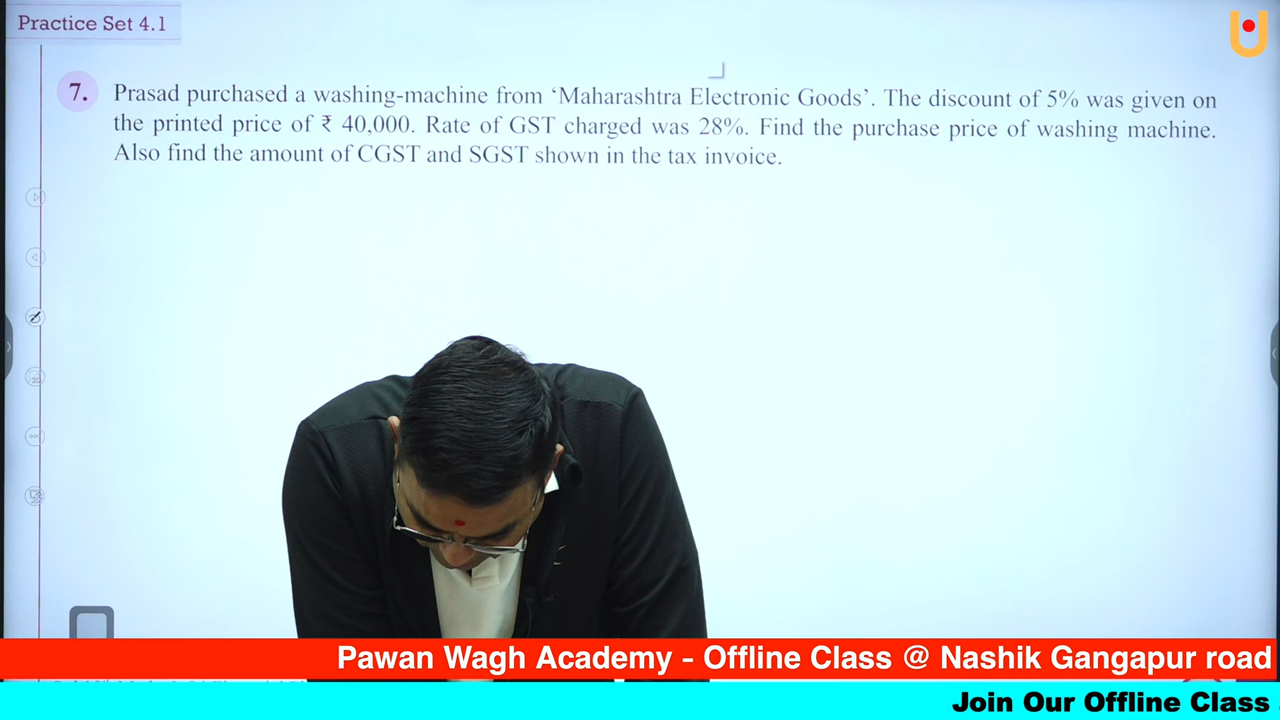 Practice Set 4.1
7. Prasad purchased a washing-machine from ‘Maharashtra Electronic Goods’. The discount of 5% was given on
the printed price of ₹ 40,000. Rate of GST charged was 28%. Find the purchase price of washing machine.
Also find the amount of CGST and SGST shown in the tax invoice.
Pawan Wagh Academy - Offline Class @ Nashik Gangapur road
Join Our Offline Class